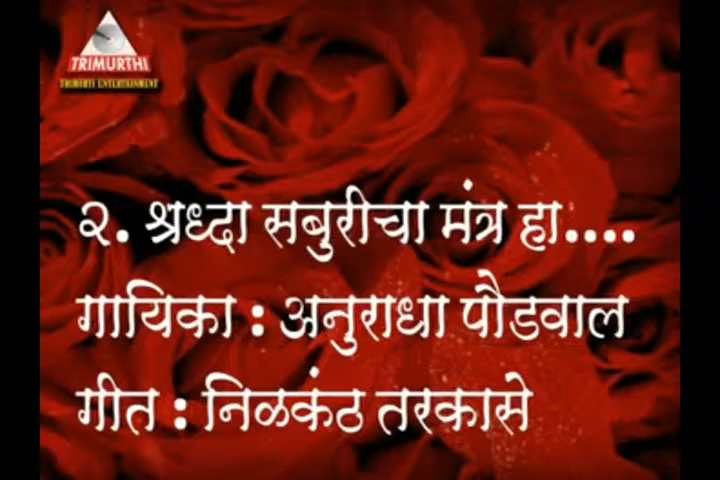 TRIMURTHI
TRIMURTI ENTERTAINMENT
२. श्रध्दा सबुरीचा मंत्र हा....
गायिका : अनुराधा पौडवाल
गीत : निळकंठ तरकासे